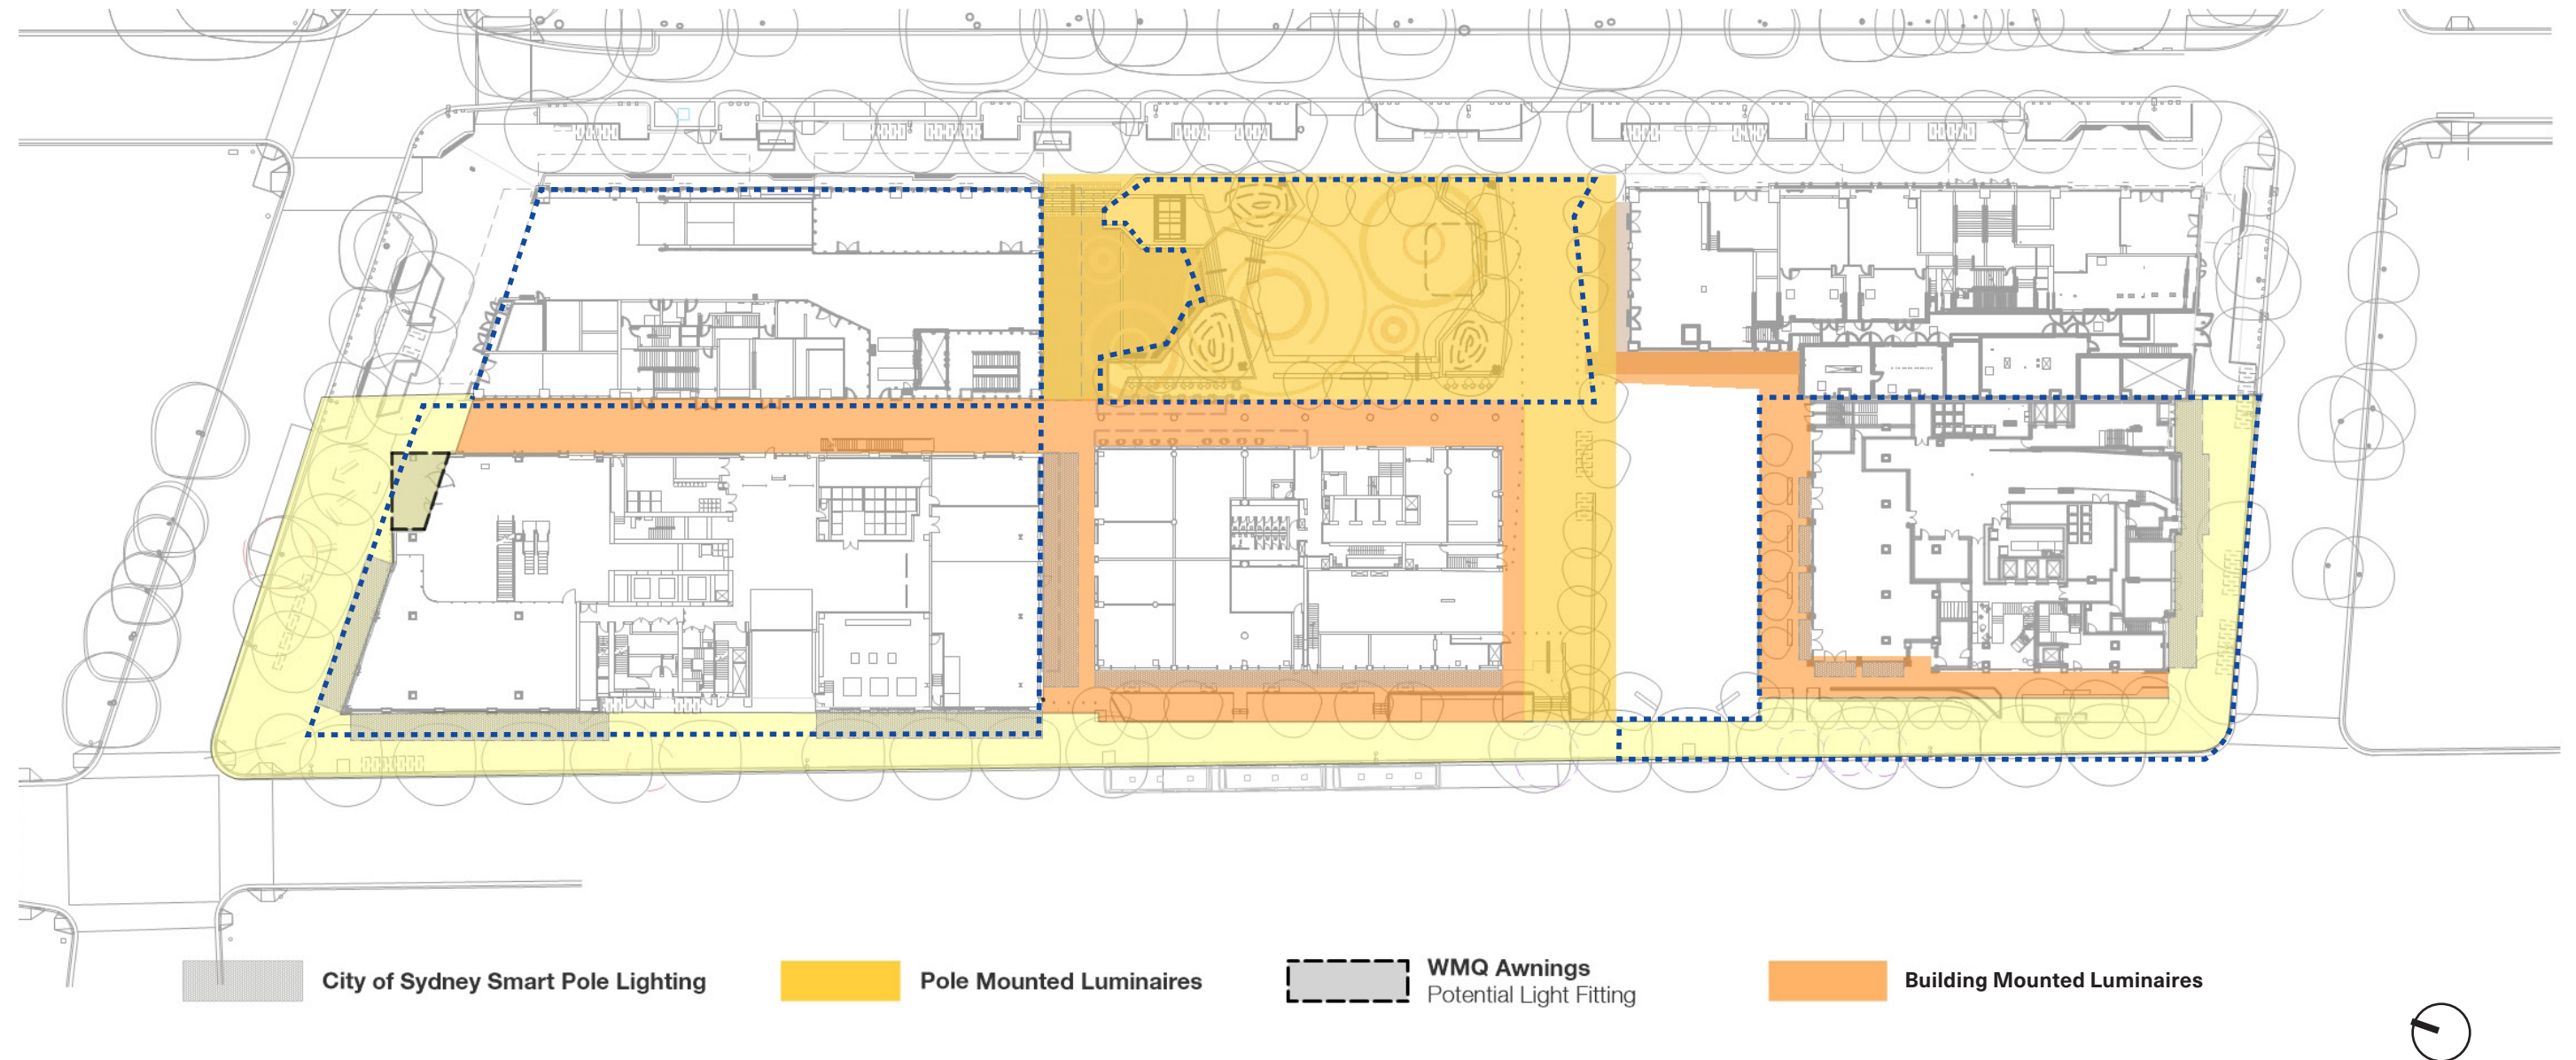 City of Sydney Smart Pole Lighting
Pole Mounted Luminaires
WMQ Awnings
Potential Light Fitting
Building Mounted Luminaires